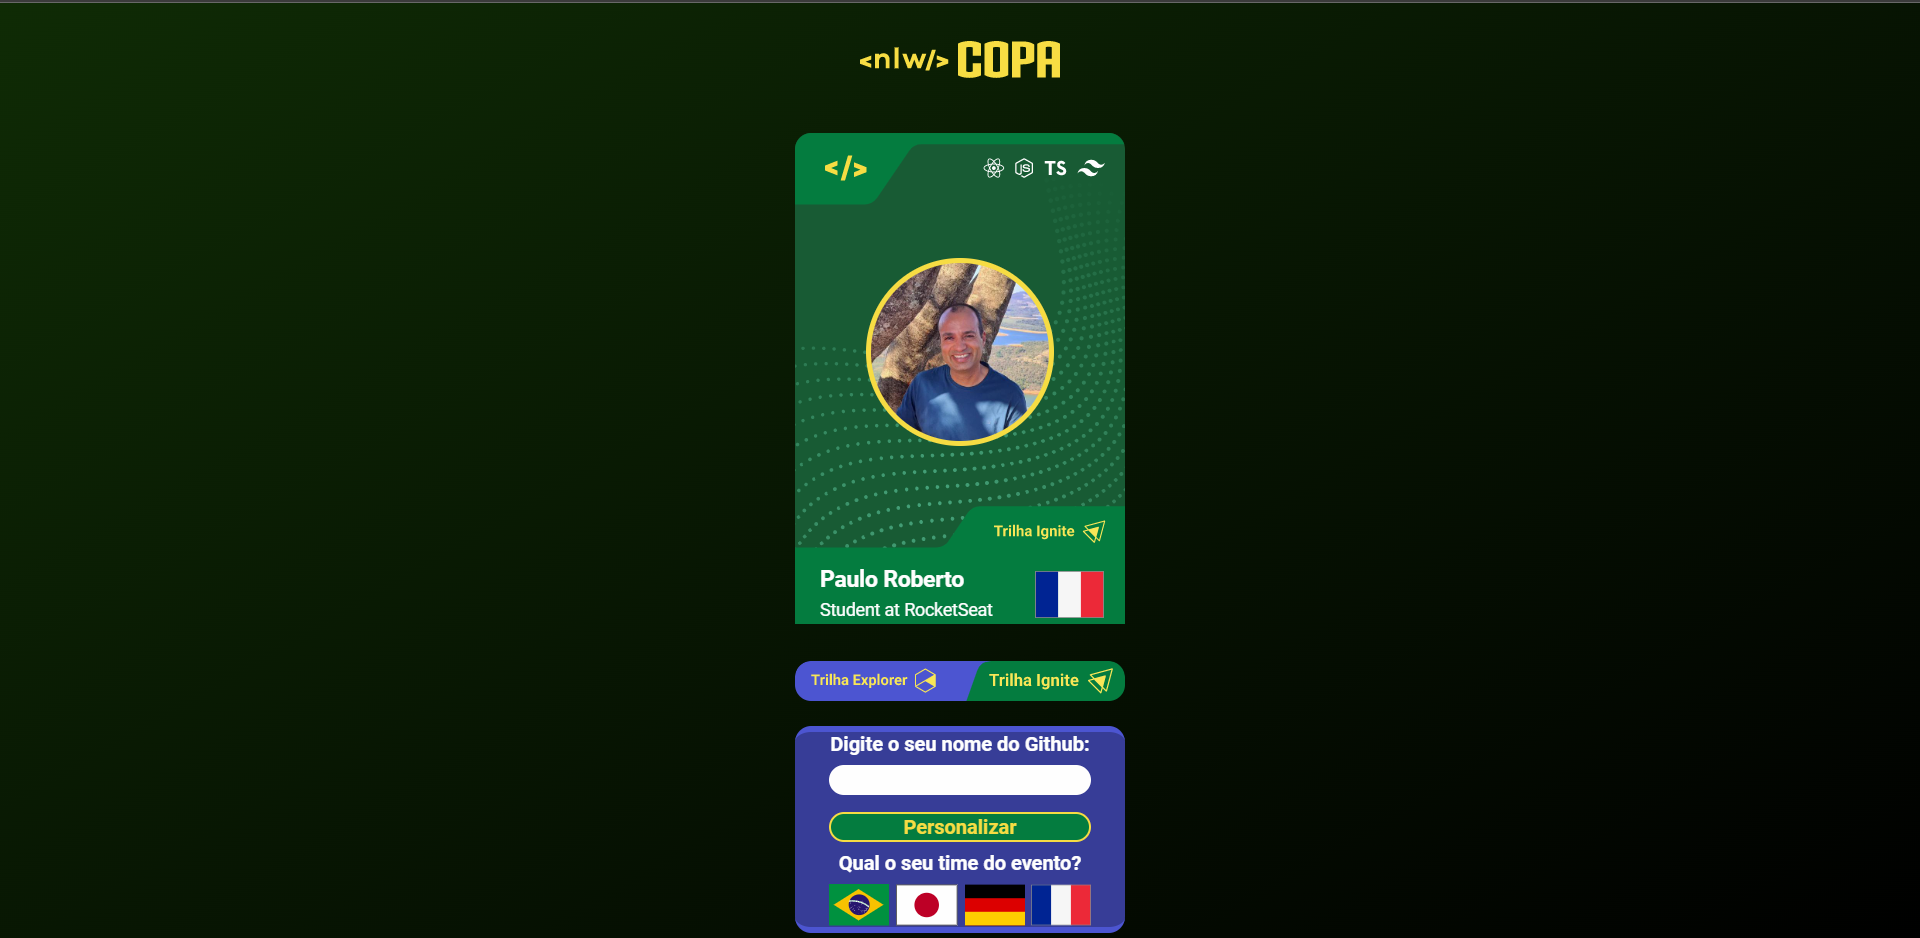 <nlw/> COPA
</>
JS TS
Trilha Ignite
Paulo Roberto
Student at RocketSeat
Trilha Explorer
Trilha Ignite
Digite o seu nome do Github:
Personalizar
Qual o seu time do evento?